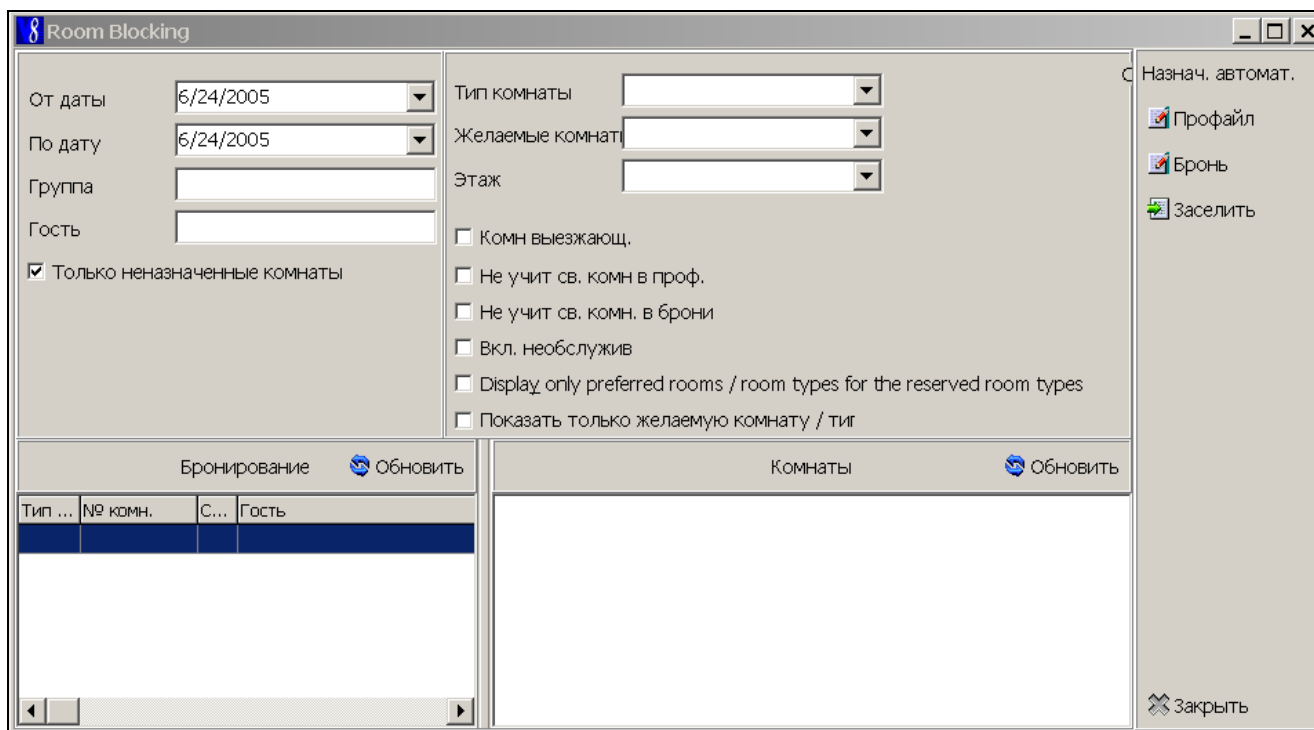 Room Blocking
От даты
6/24/2005
По дату
6/24/2005
Группа
Гость
Только неназначенные комнаты
Тип комнаты
Желаемые комнаты
Этаж
Комн выезжающ.
Не учит св. комн в проф.
Не учит св. комн. в брони
Вкл. необслужив
Display only preferred rooms / room types for the reserved room types
Показать только желаемую комнату / тип
Назнач. автомат.
Профайл
Бронь
Заселить
Бронирование
Обновить
Комнаты
Обновить
Тип ... № комн. С... Гость
Закрыть